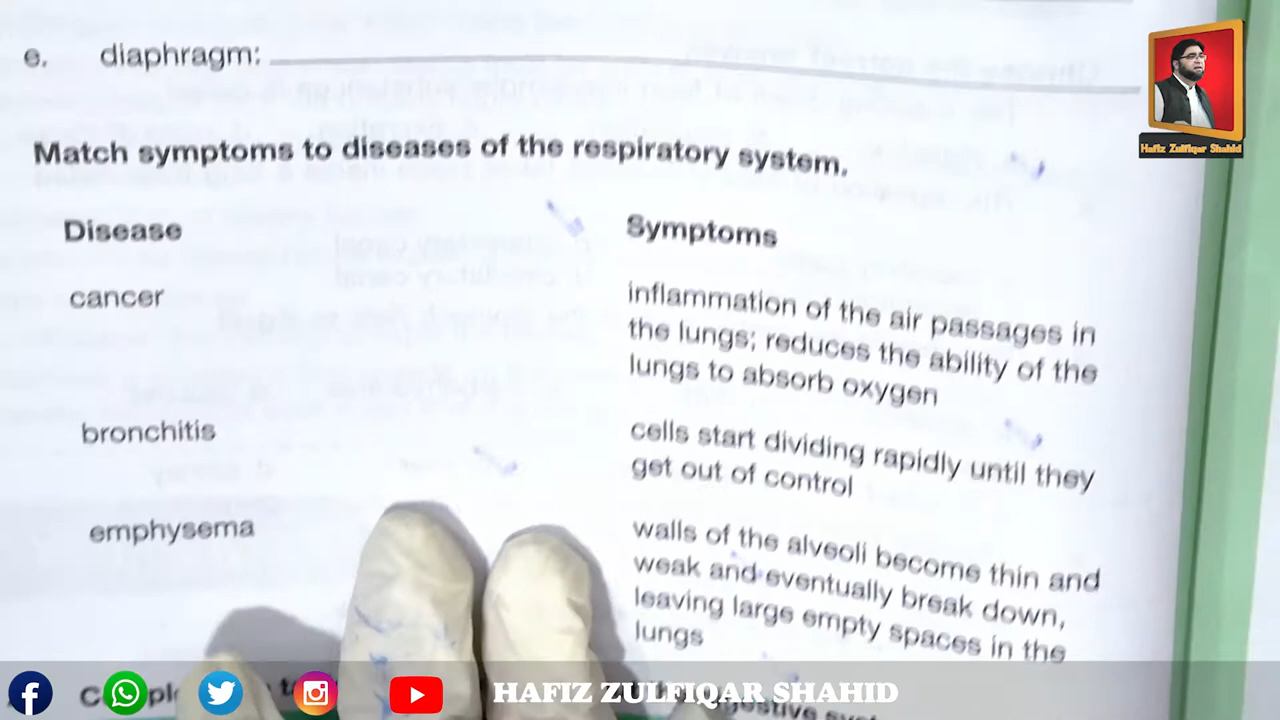 e. diaphragm:
Match symptoms to diseases of the respiratory system.
Disease
Symptoms
cancer
inflammation of the air passages in
the lungs; reduces the ability of the
lungs to absorb oxygen
bronchitis
cells start dividing rapidly until they
get out of control
emphysema
walls of the alveoli become thin and
weak and eventually break down,
leaving large empty spaces in the
lungs
Hafiz Zulfiqar Shahid
HAFIZ ZULFIQAR SHAHID